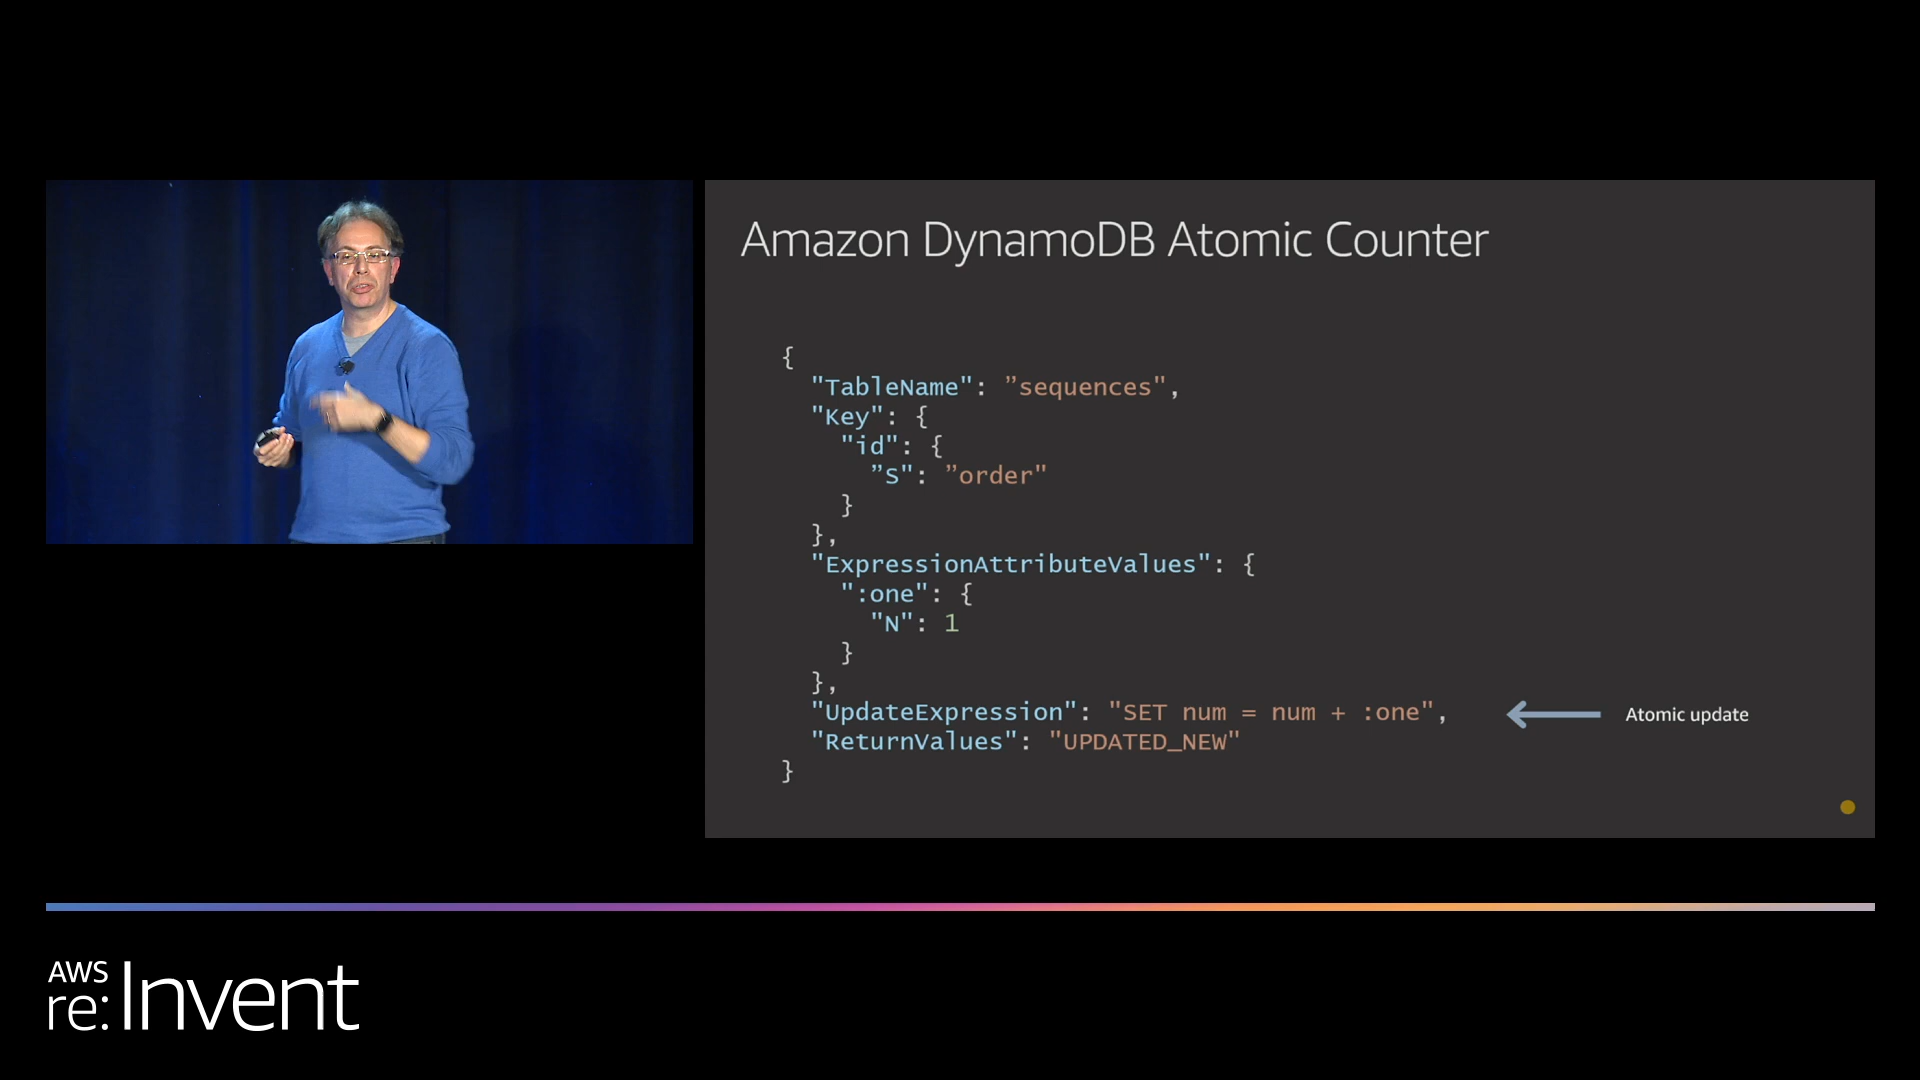 Amazon DynamoDB Atomic Counter
{
"TableName": ”sequences",
"Key": {
"id": {
”S": ”order"
}
},
"ExpressionAttributeValues": {
":one": {
"N": 1
}
},
"UpdateExpression": "SET num = num + :one",
Atomic update
"ReturnValues": "UPDATED_NEW"
}
AWS
re:Invent